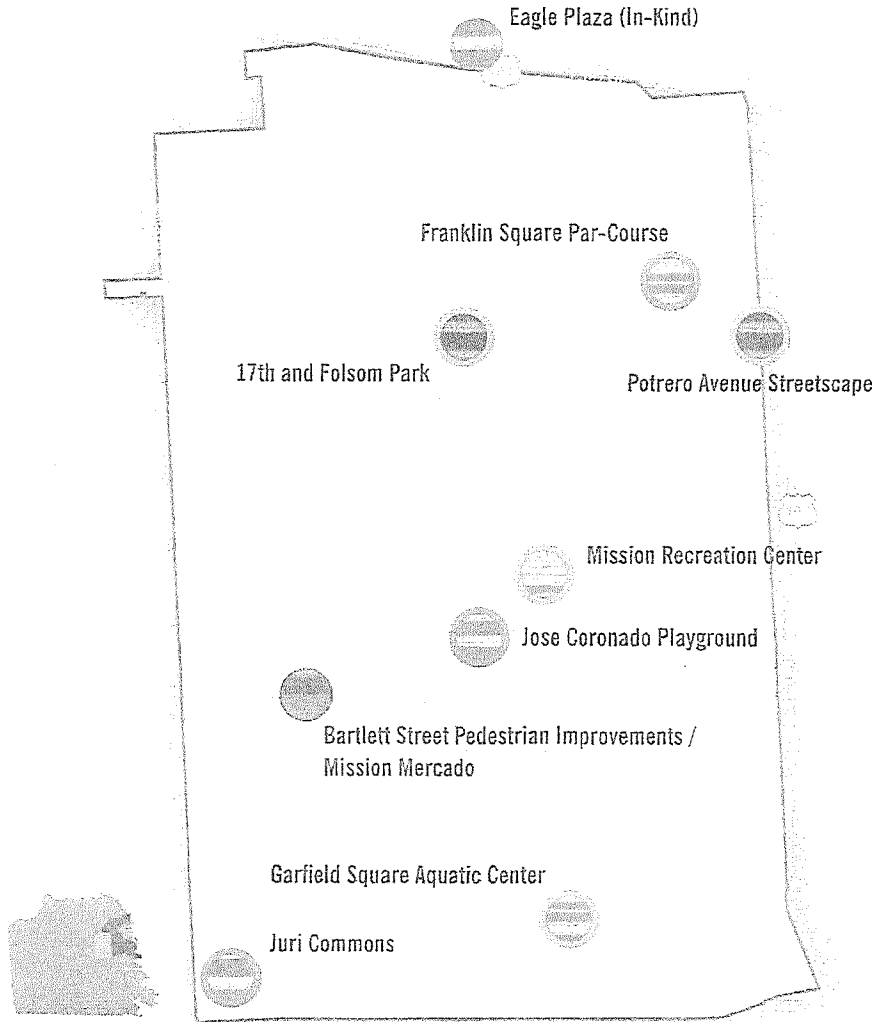 Eagle Plaza (In-Kind)
Franklin Square Par-Course
17th and Folsom Park
Potrero Avenue Streetscape
Mission Recreation Center
Jose Coronado Playground
Bartlett Street Pedestrian Improvements /
Mission Mercado
Garfield Square Aquatic Center
Juri Commons